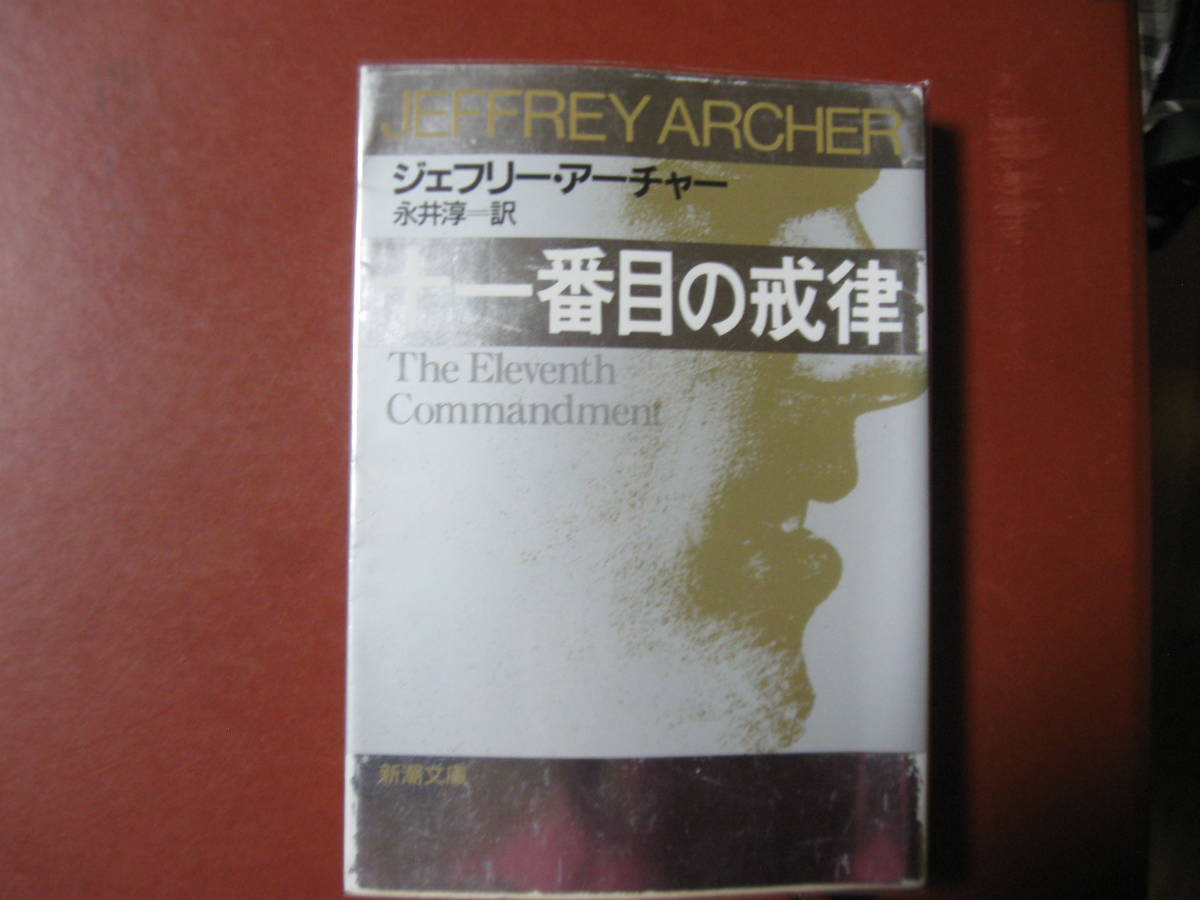 JEFFREY ARCHER
ジェフリー・アーチャー
永井淳=訳
十一番目の戒律
The Eleventh
Commandment
新潮文庫